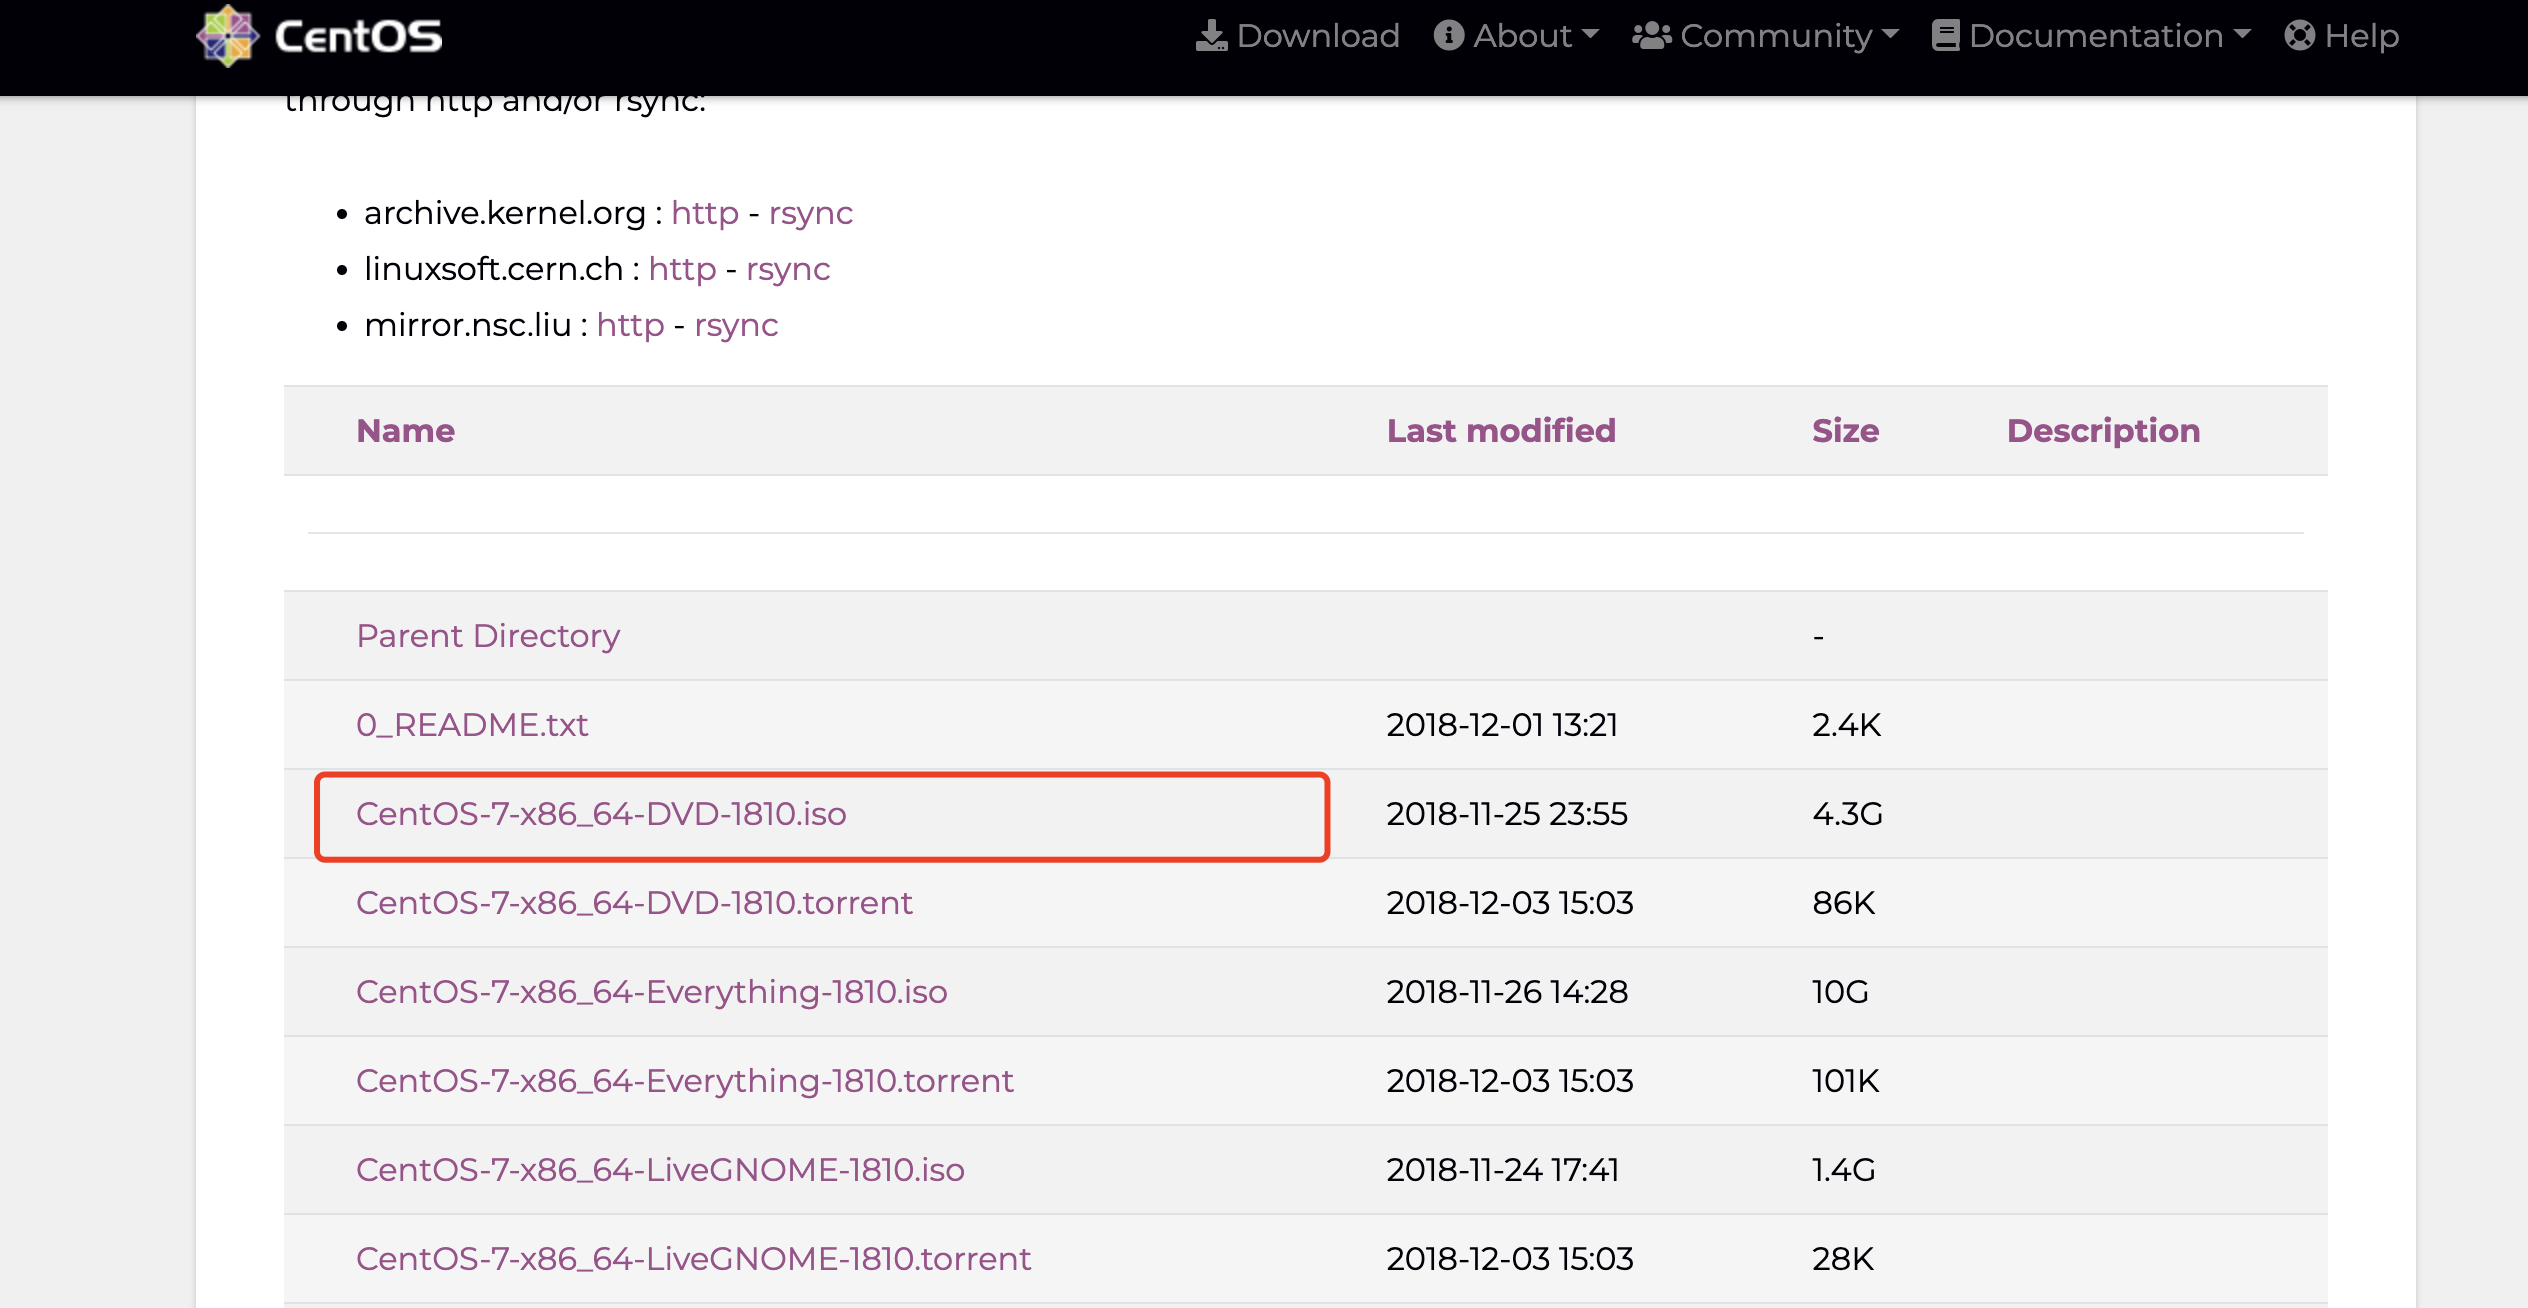 CentOS Download About Community Documentation Help
through http and/or rsync:
archive.kernel.org : http - rsync
linuxsoft.cern.ch : http - rsync
mirror.nsc.liu : http - rsync
Name Last modified Size Description
Parent Directory -
0_README.txt 2018-12-01 13:21 2.4K
CentOS-7-x86_64-DVD-1810.iso 2018-11-25 23:55 4.3G
CentOS-7-x86_64-DVD-1810.torrent 2018-12-03 15:03 86K
CentOS-7-x86_64-Everything-1810.iso 2018-11-26 14:28 10G
CentOS-7-x86_64-Everything-1810.torrent 2018-12-03 15:03 101K
CentOS-7-x86_64-LiveGNOME-1810.iso 2018-11-24 17:41 1.4G
CentOS-7-x86_64-LiveGNOME-1810.torrent 2018-12-03 15:03 28K